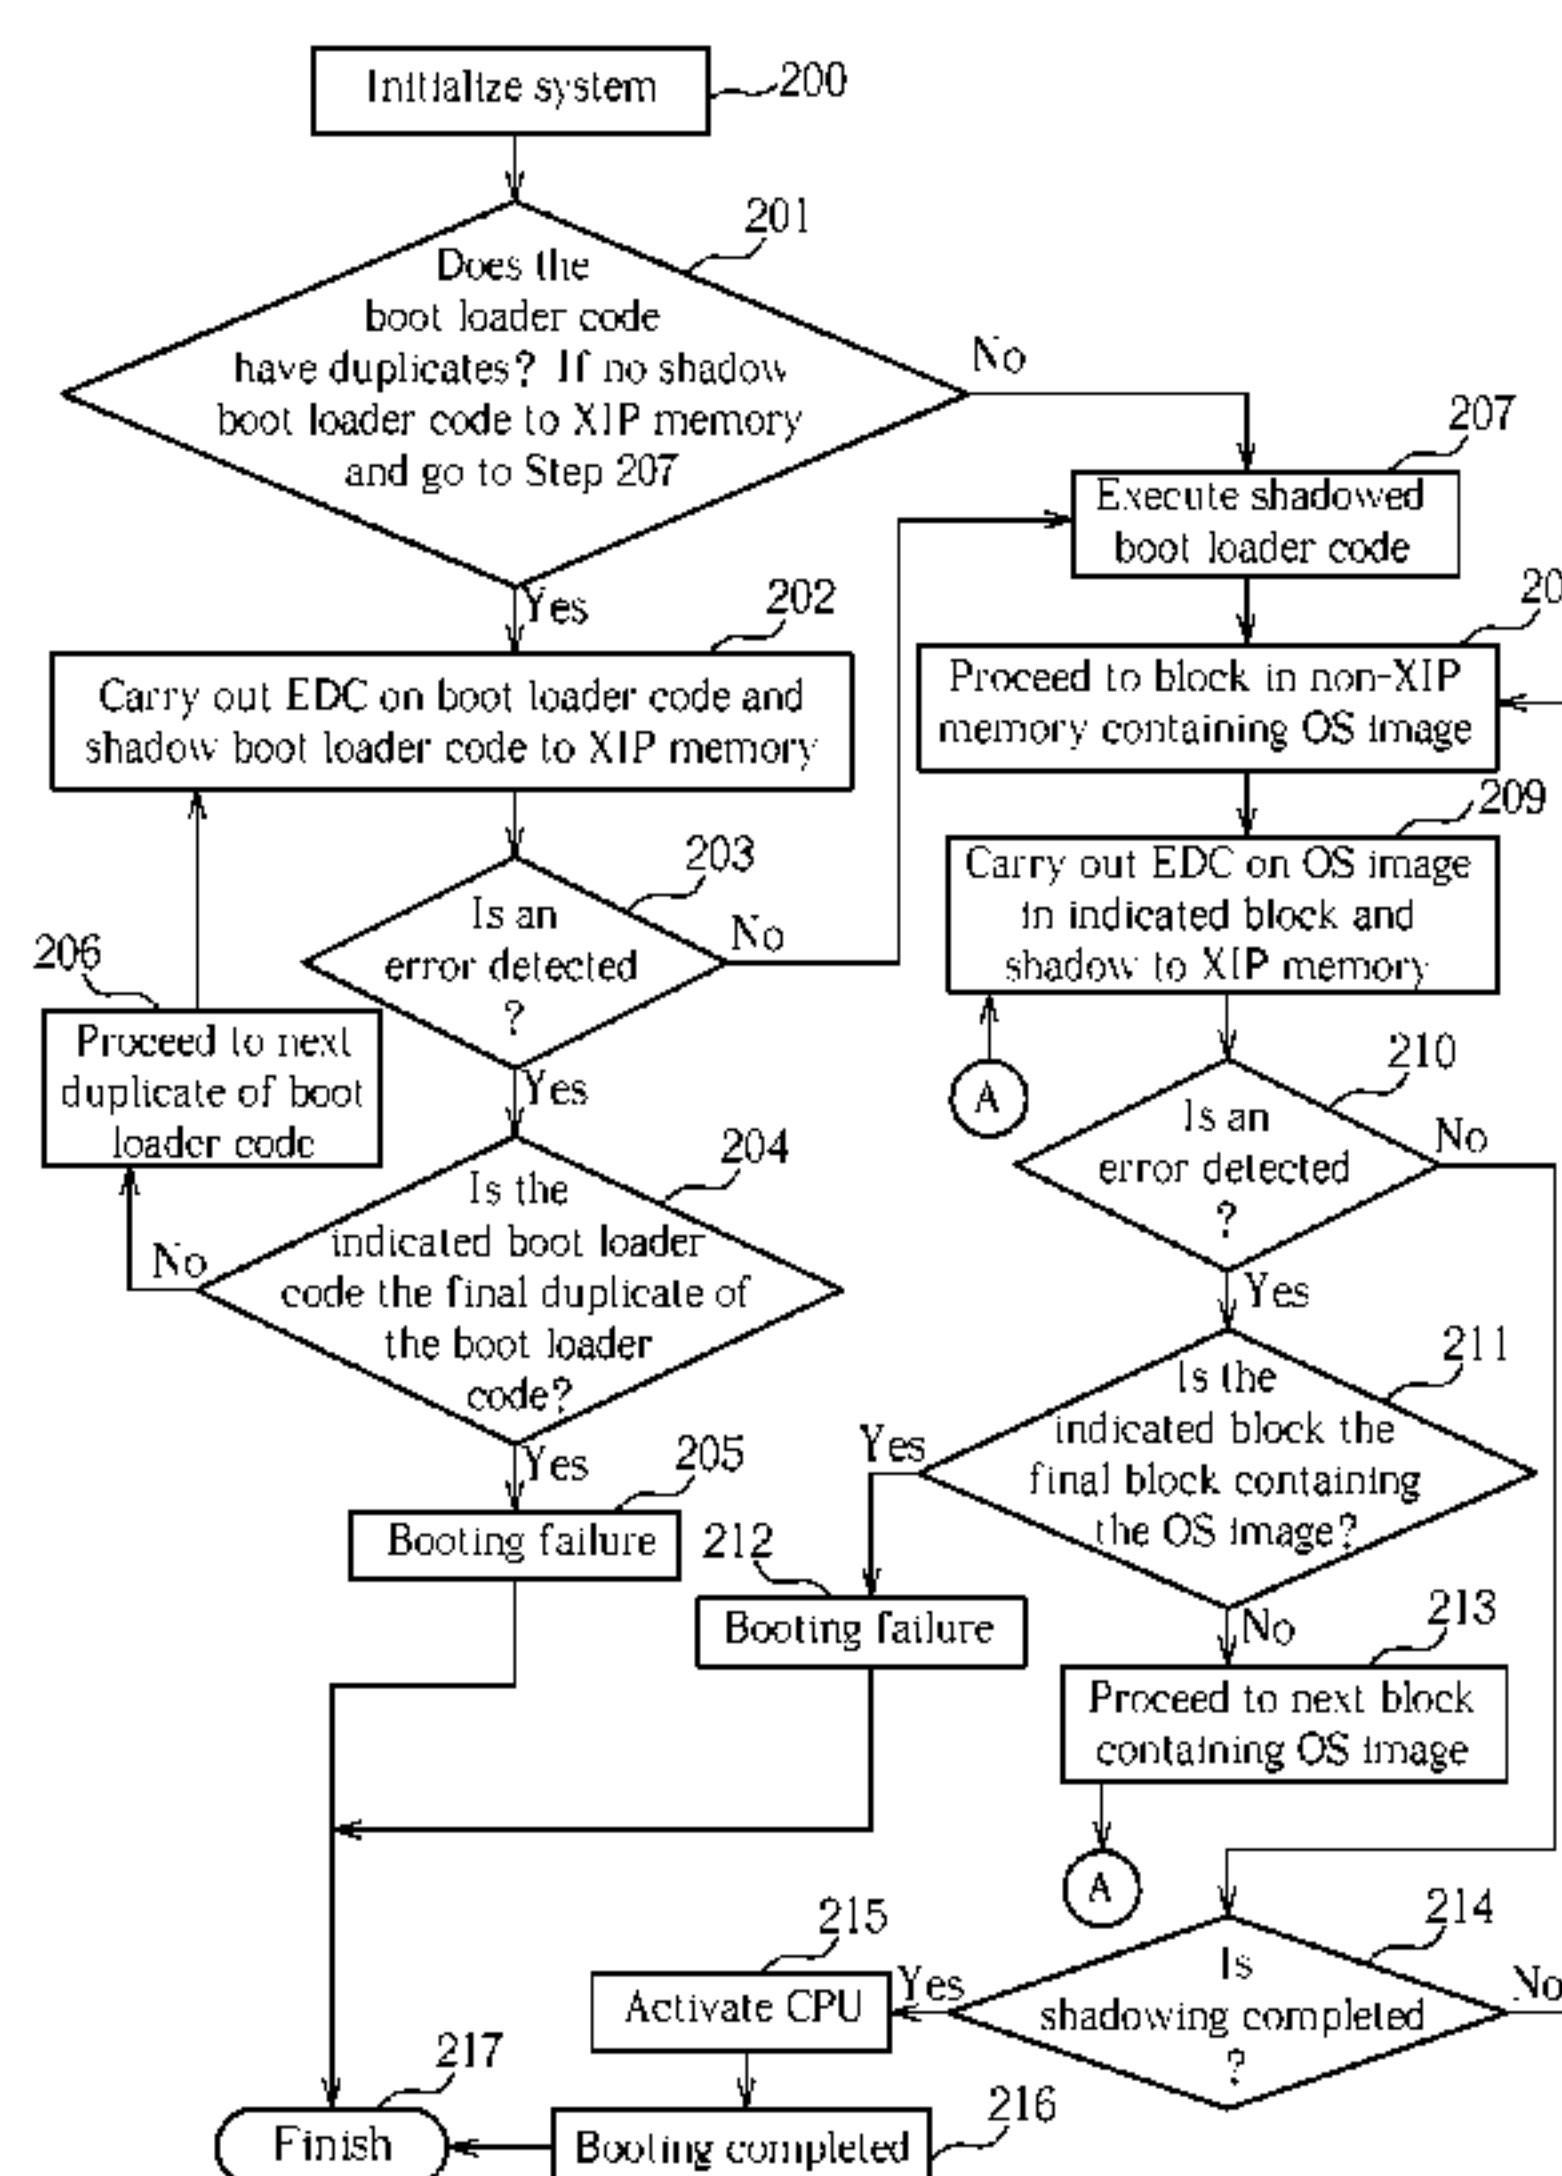 Initialize system
200
201
Does the
boot loader code
have duplicates? If no shadow
boot loader code to XIP memory
and go to Step 207
No
Yes
202
Carry out EDC on boot loader code and
shadow boot loader code to XIP memory
203
Is an
error detected
?
No
Yes
206
Proceed to next
duplicate of boot
loader code
204
Is the
indicated boot loader
code the final duplicate of
the boot loader
code?
No
Yes
205
Booting failure
207
Execute shadowed
boot loader code
20
Proceed to block in non-XIP
memory containing OS image
209
Carry out EDC on OS image
in indicated block and
shadow to XIP memory
A
210
Is an
error detected
?
No
Yes
211
Is the
indicated block the
final block containing
the OS image?
Yes
212
Booting failure
No
213
Proceed to next block
containing OS image
A
214
Is
shadowing completed
?
No
Yes
215
Activate CPU
216
Booting completed
217
Finish